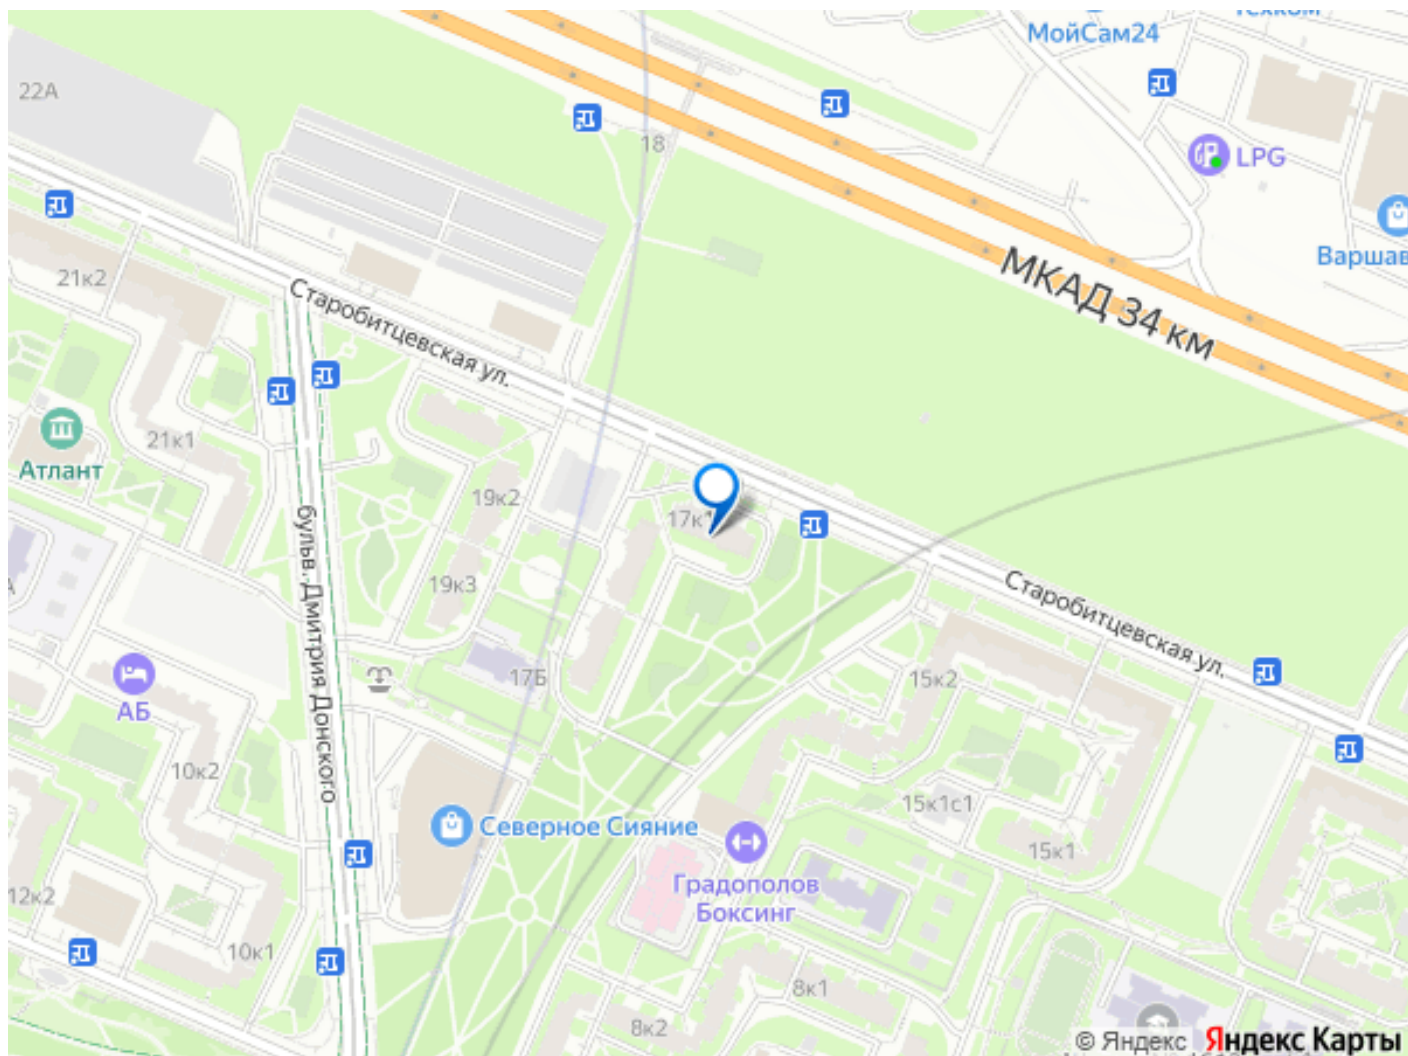 МойСам24
22А
18
LPG
Варшав
21к2
МКАД 34 км
Старобитцевская ул.
21к1
Атлант
19к2
17к1
бульв. Дмитрия Донского
19к3
Старобитцевская ул.
17Б
15к2
АБ
10к2
15к1с1
Северное Сияние
15к1
Градополов
Боксинг
12к2
10к1
8к1
8к2
© Яндекс Яндекс Карты